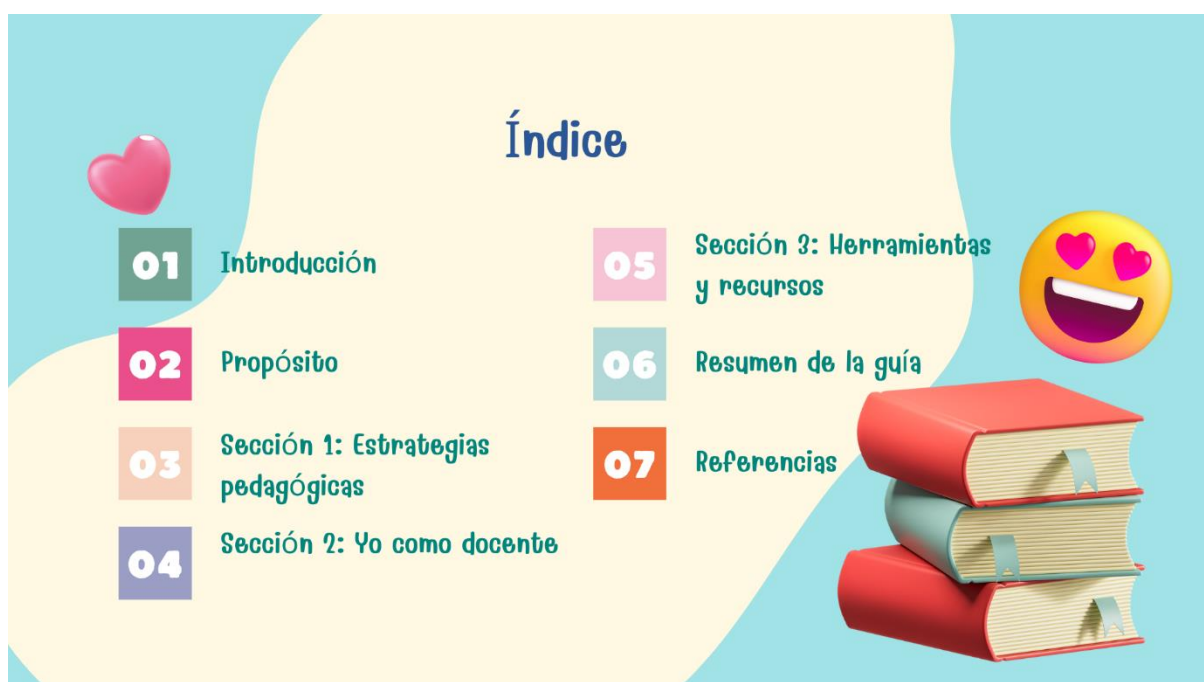 Índice
01
Introducción
02
Propósito
03
Sección 1: Estrategias
pedagógicas
04
Sección 2: Yo como docente
05
Sección 3: Herramientas
y recursos
06
Resumen de la guía
07
Referencias